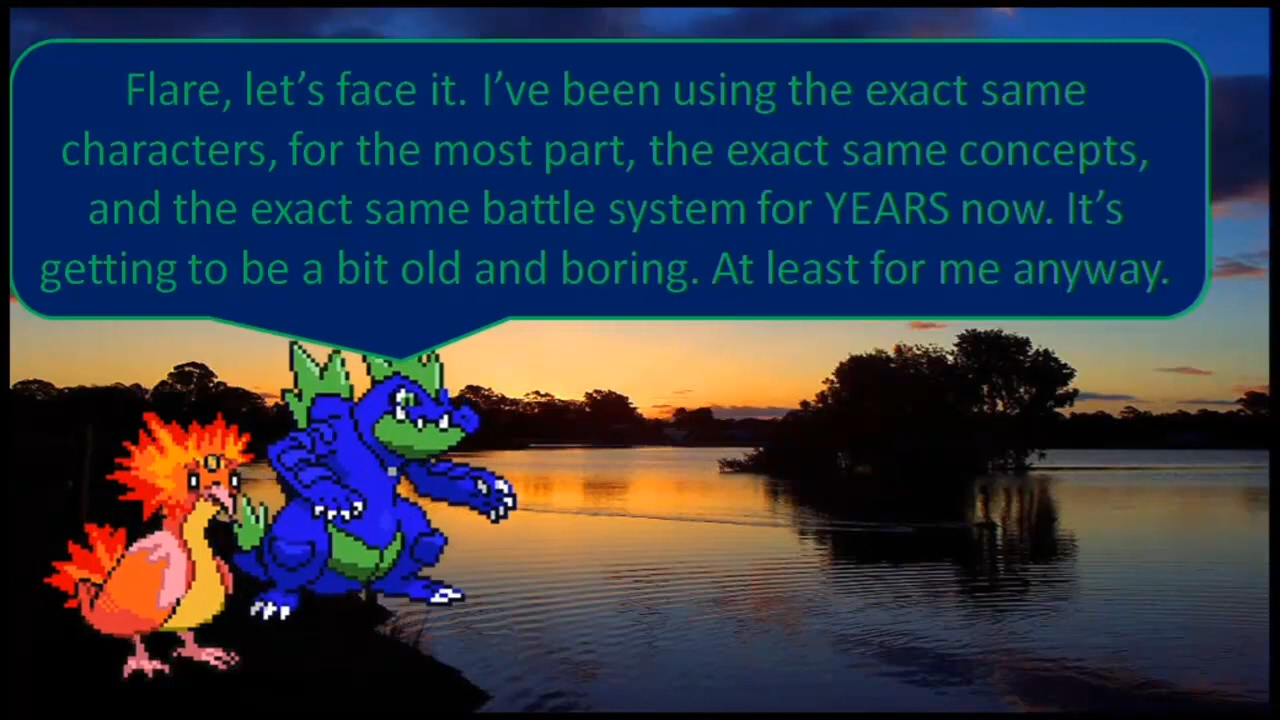 Flare, let’s face it. I’ve been using the exact same
characters, for the most part, the exact same concepts,
and the exact same battle system for YEARS now. It’s
getting to be a bit old and boring. At least for me anyway.